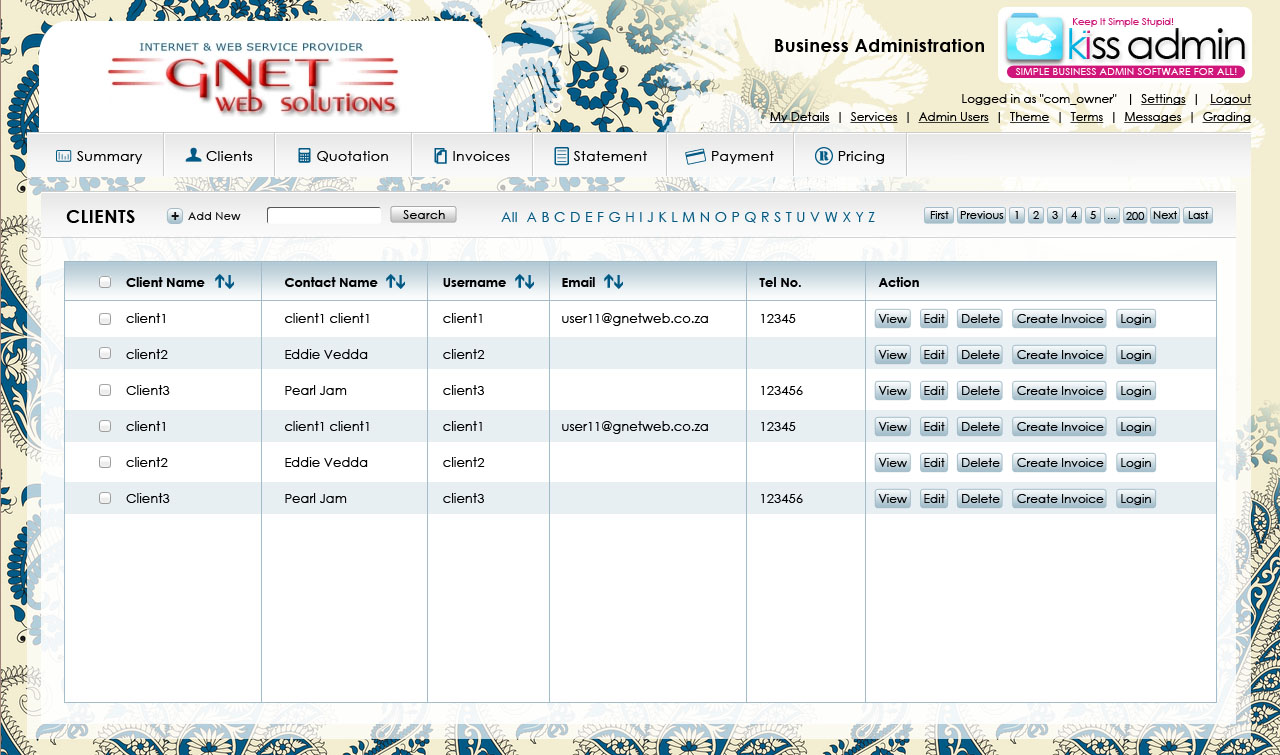 INTERNET & WEB SERVICE PROVIDER
GNET
WEB SOLUTIONS
Business Administration
Keep It Simple Stupid!
kiss admin
SIMPLE BUSINESS ADMIN SOFTWARE FOR ALL!
Logged in as "com_owner" | Settings | Logout
My Details | Services | Admin Users | Theme | Terms | Messages | Grading
Summary Clients Quotation Invoices Statement Payment R Pricing
CLIENTS + Add New Search All A B C D E F G H I J K L M N O P Q R S T U V W X Y Z First Previous 1 2 3 4 5 ... 200 Next Last
Client Name Contact Name Username Email Tel No. Action
client1 client1 client1 client1 user11@gnetweb.co.za 12345 View Edit Delete Create Invoice Login
client2 Eddie Vedda client2 View Edit Delete Create Invoice Login
Client3 Pearl Jam client3 123456 View Edit Delete Create Invoice Login
client1 client1 client1 client1 user11@gnetweb.co.za 12345 View Edit Delete Create Invoice Login
client2 Eddie Vedda client2 View Edit Delete Create Invoice Login
Client3 Pearl Jam client3 123456 View Edit Delete Create Invoice Login